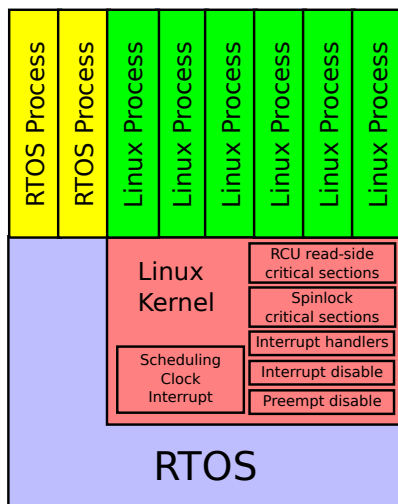 RTOS Process
RTOS Process
Linux Process
Linux Process
Linux Process
Linux Process
Linux Process
Linux Process
Linux
Kernel
RCU read-side
critical sections
Spinlock
critical sections
Interrupt handlers
Scheduling
Clock
Interrupt
Interrupt disable
Preempt disable
RTOS